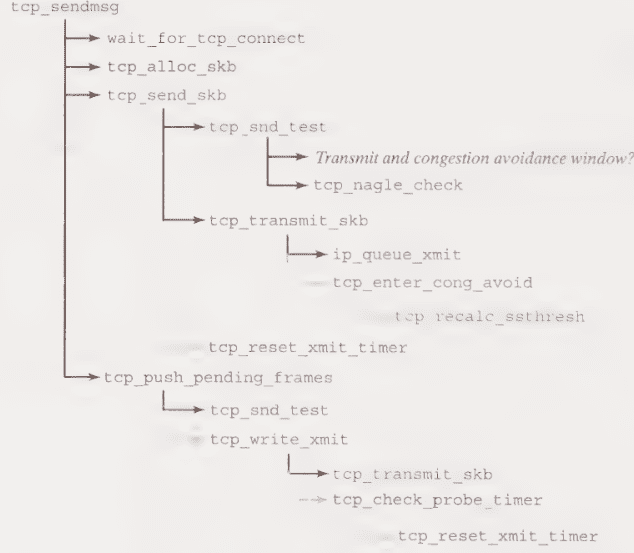 tcp_sendmsg
wait_for_tcp_connect
tcp_alloc_skb
tcp_send_skb
tcp_snd_test
Transmit and congestion avoidance window?
tcp_nagle_check
tcp_transmit_skb
ip_queue_xmit
tcp_enter_cong_avoid
tcp_recalc_ssthresh
tcp_reset_xmit_timer
tcp_push_pending_frames
tcp_snd_test
tcp_write_xmit
tcp_transmit_skb
tcp_check_probe_timer
tcp_reset_xmit_timer